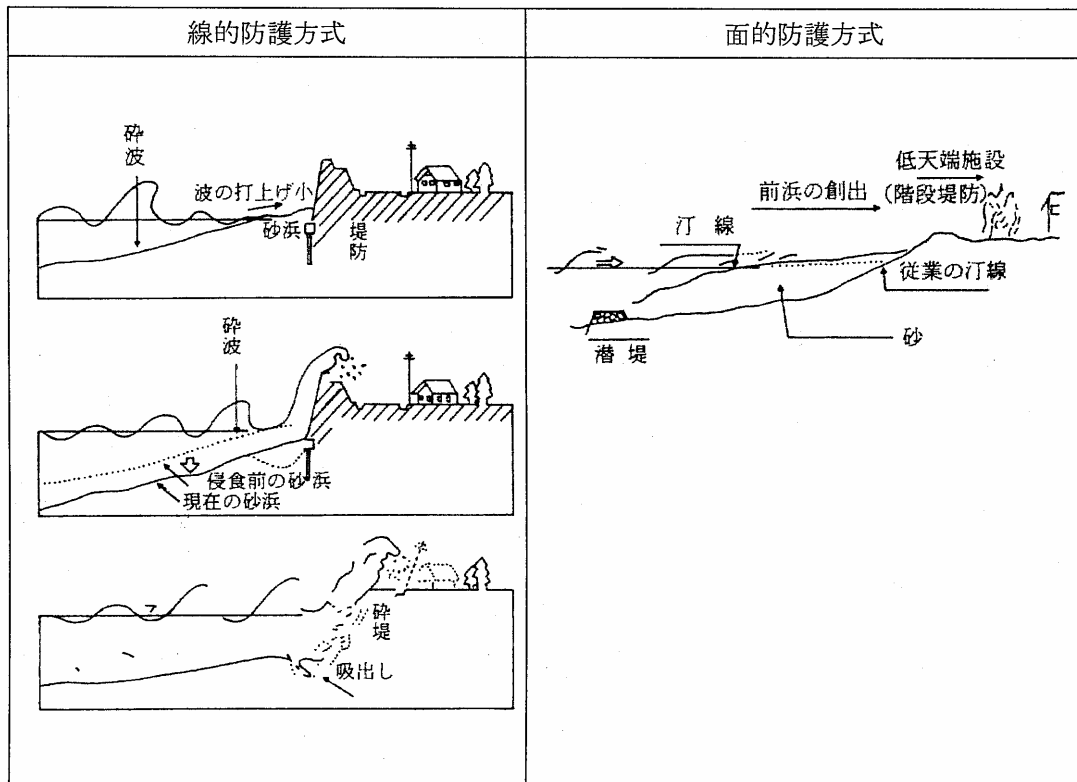 線的防護方式
面的防護方式
砕波
波の打上げ小
砂浜
堤防
砕波
侵食前の砂浜
現在の砂浜
砕堤
吸出し
低天端施設
前浜の創出
(階段堤防)
汀線
従業の汀線
砂
潜堤